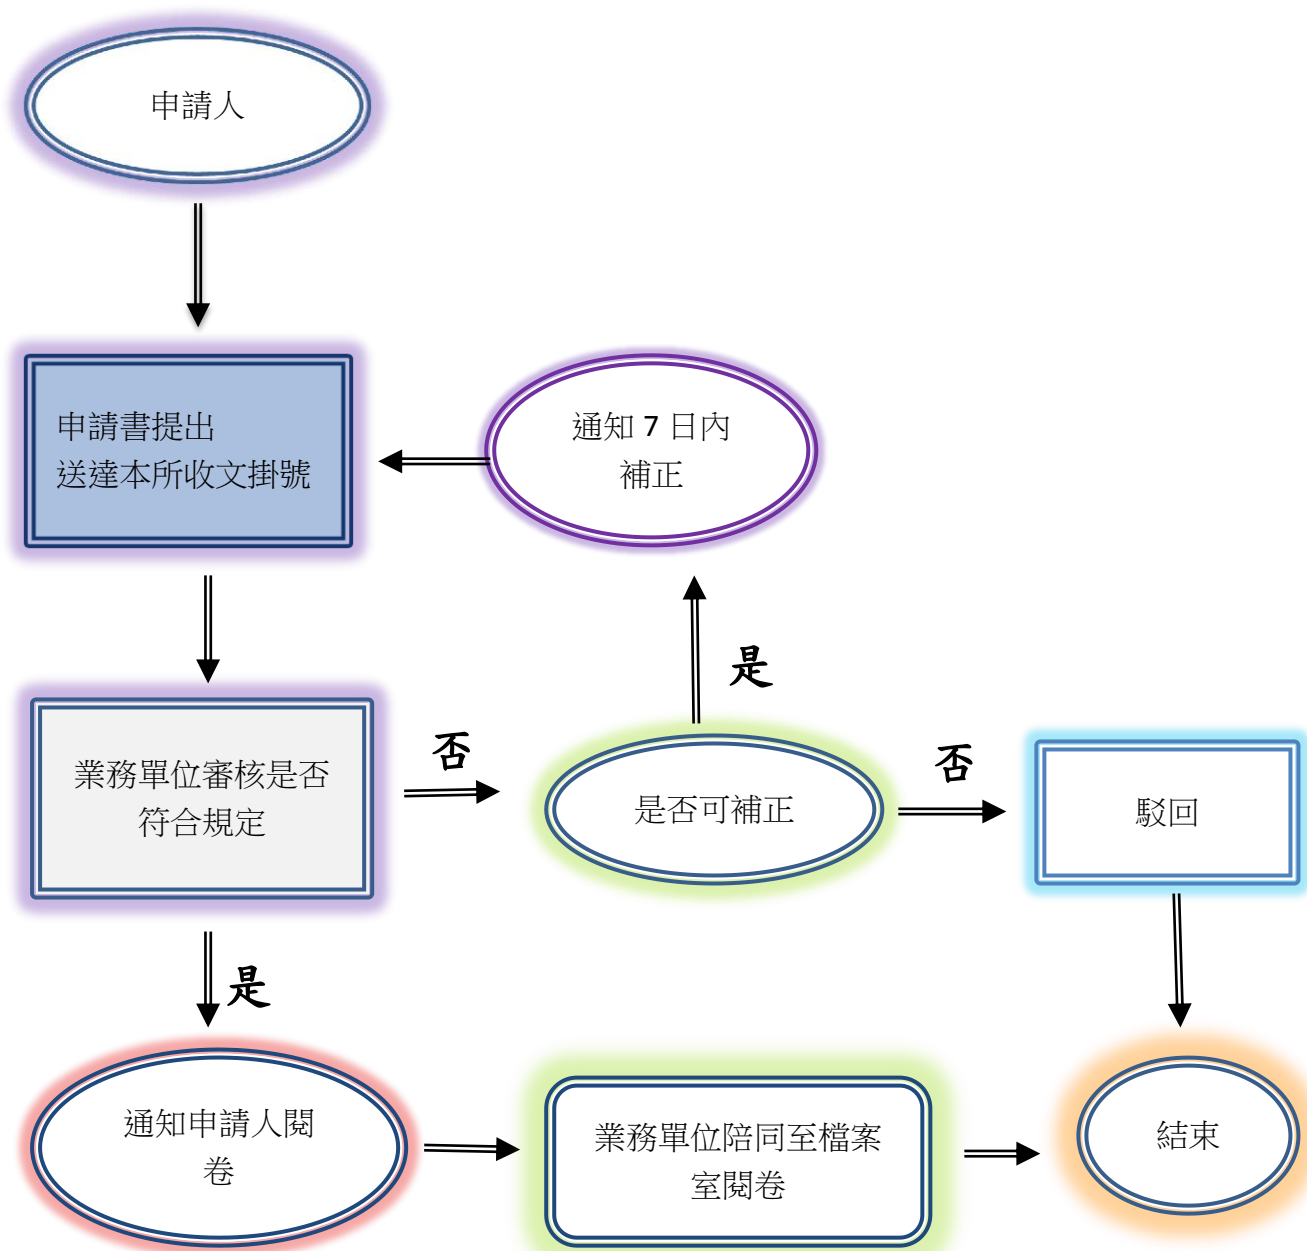 申請人
申請書提出
送達本所收文掛號
通知 7 日內
補正
是
業務單位審核是否
符合規定
否
是否可補正
否
駁回
是
通知申請人閱
卷
業務單位陪同至檔案
室閱卷
結束